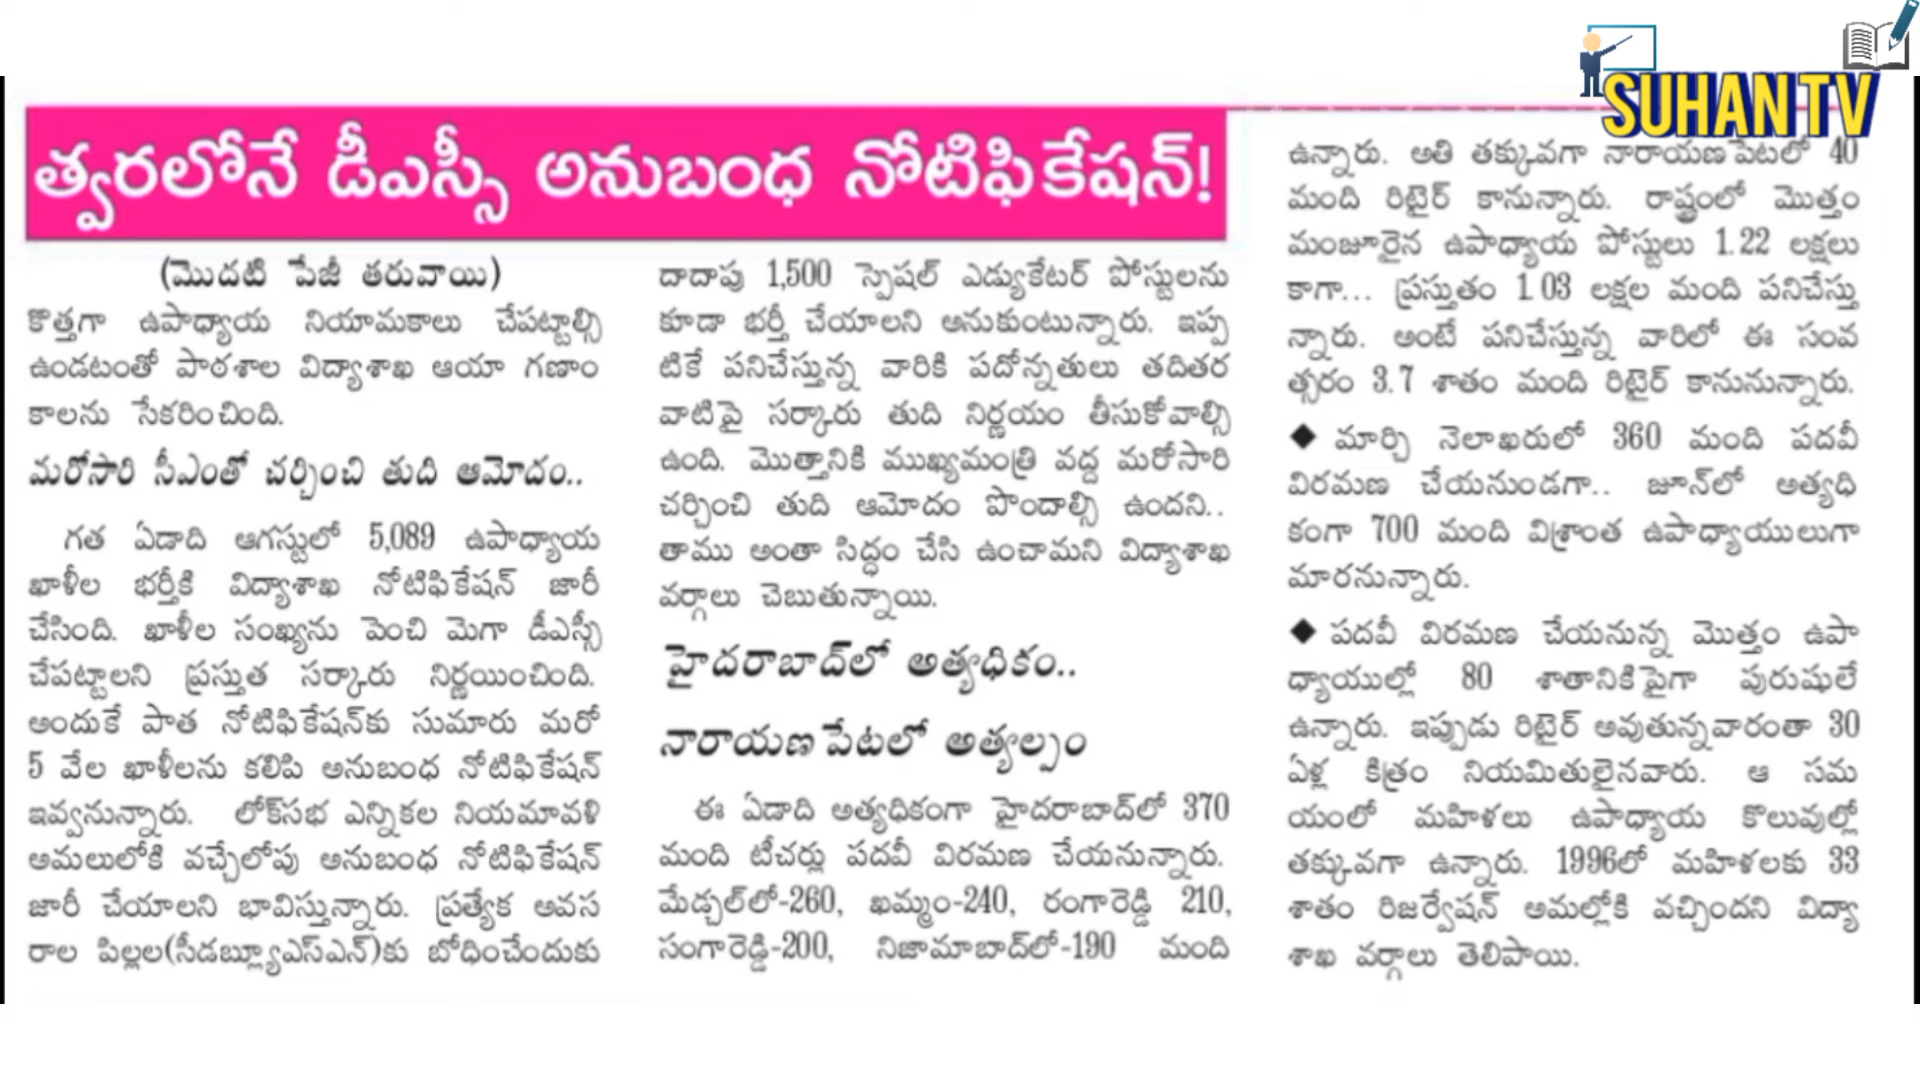 SUHAN TV
త్వరలోనే డీఎస్సీ అనుబంధ నోటిఫికేషన్!
(మొదటి పేజీ తరువాయి)
కొత్తగా ఉపాధ్యాయ నియామకాలు చేపట్టాల్సి
ఉండటంతో పాఠశాల విద్యాశాఖ ఆయా గణాం
కాలను సేకరించింది.
మరోసారి సీఎంతో చర్చించి తుది ఆమోదం..
గత ఏడాది ఆగస్టులో 5,089 ఉపాధ్యాయ
ఖాళీల భర్తీకి విద్యాశాఖ నోటిఫికేషన్ జారీ
చేసింది. ఖాళీల సంఖ్యను పెంచి మెగా డీఎస్సీ
చేపట్టాలని ప్రస్తుత సర్కారు నిర్ణయించింది.
అందుకే పాత నోటిఫికేషన్‌కు సుమారు మరో
5 వేల ఖాళీలను కలిపి అనుబంధ నోటిఫికేషన్
ఇవ్వనున్నారు. లోక్‌సభ ఎన్నికల నియమావళి
అమలులోకి వచ్చేలోపు అనుబంధ నోటిఫికేషన్
జారీ చేయాలని భావిస్తున్నారు. ప్రత్యేక అవస
రాల పిల్లల(సీడబ్ల్యూఎస్ఎన్)కు బోధించేందుకు
దాదాపు 1,500 స్పెషల్ ఎడ్యుకేటర్ పోస్టులను
కూడా భర్తీ చేయాలని అనుకుంటున్నారు. ఇప్ప
టికే పనిచేస్తున్న వారికి పదోన్నతులు తదితర
వాటిపై సర్కారు తుది నిర్ణయం తీసుకోవాల్సి
ఉంది. మొత్తానికి ముఖ్యమంత్రి వద్ద మరోసారి
చర్చించి తుది ఆమోదం పొందాల్సి ఉందని..
తాము అంతా సిద్ధం చేసి ఉంచామని విద్యాశాఖ
వర్గాలు చెబుతున్నాయి.
హైదరాబాద్‌లో అత్యధికం..
నారాయణపేటలో అత్యల్పం
ఈ ఏడాది అత్యధికంగా హైదరాబాద్‌లో 370
మంది టీచర్లు పదవీ విరమణ చేయనున్నారు.
మేడ్చల్‌లో-260, ఖమ్మం-240, రంగారెడ్డి 210,
సంగారెడ్డి-200, నిజామాబాద్‌లో-190 మంది
ఉన్నారు. అతి తక్కువగా నారాయణపేటలో 40
మంది రిటైర్ కానున్నారు. రాష్ట్రంలో మొత్తం
మంజూరైన ఉపాధ్యాయ పోస్టులు 1.22 లక్షలు
కాగా... ప్రస్తుతం 1.03 లక్షల మంది పనిచేస్తు
న్నారు. అంటే పనిచేస్తున్న వారిలో ఈ సంవ
త్సరం 3.7 శాతం మంది రిటైర్ కానునున్నారు.
◆ మార్చి నెలాఖరులో 360 మంది పదవీ
విరమణ చేయనుండగా.. జూన్‌లో అత్యధి
కంగా 700 మంది విశ్రాంత ఉపాధ్యాయులుగా
మారనున్నారు.
◆ పదవీ విరమణ చేయనున్న మొత్తం ఉపా
ధ్యాయుల్లో 80 శాతానికిపైగా పురుషులే
ఉన్నారు. ఇప్పుడు రిటైర్ అవుతున్నవారంతా 30
ఏళ్ల కిత్రం నియమితులైనవారు. ఆ సమ
యంలో మహిళలు ఉపాధ్యాయ కొలువుల్లో
తక్కువగా ఉన్నారు. 1996లో మహిళలకు 33
శాతం రిజర్వేషన్ అమల్లోకి వచ్చిందని విద్యా
శాఖ వర్గాలు తెలిపాయి.